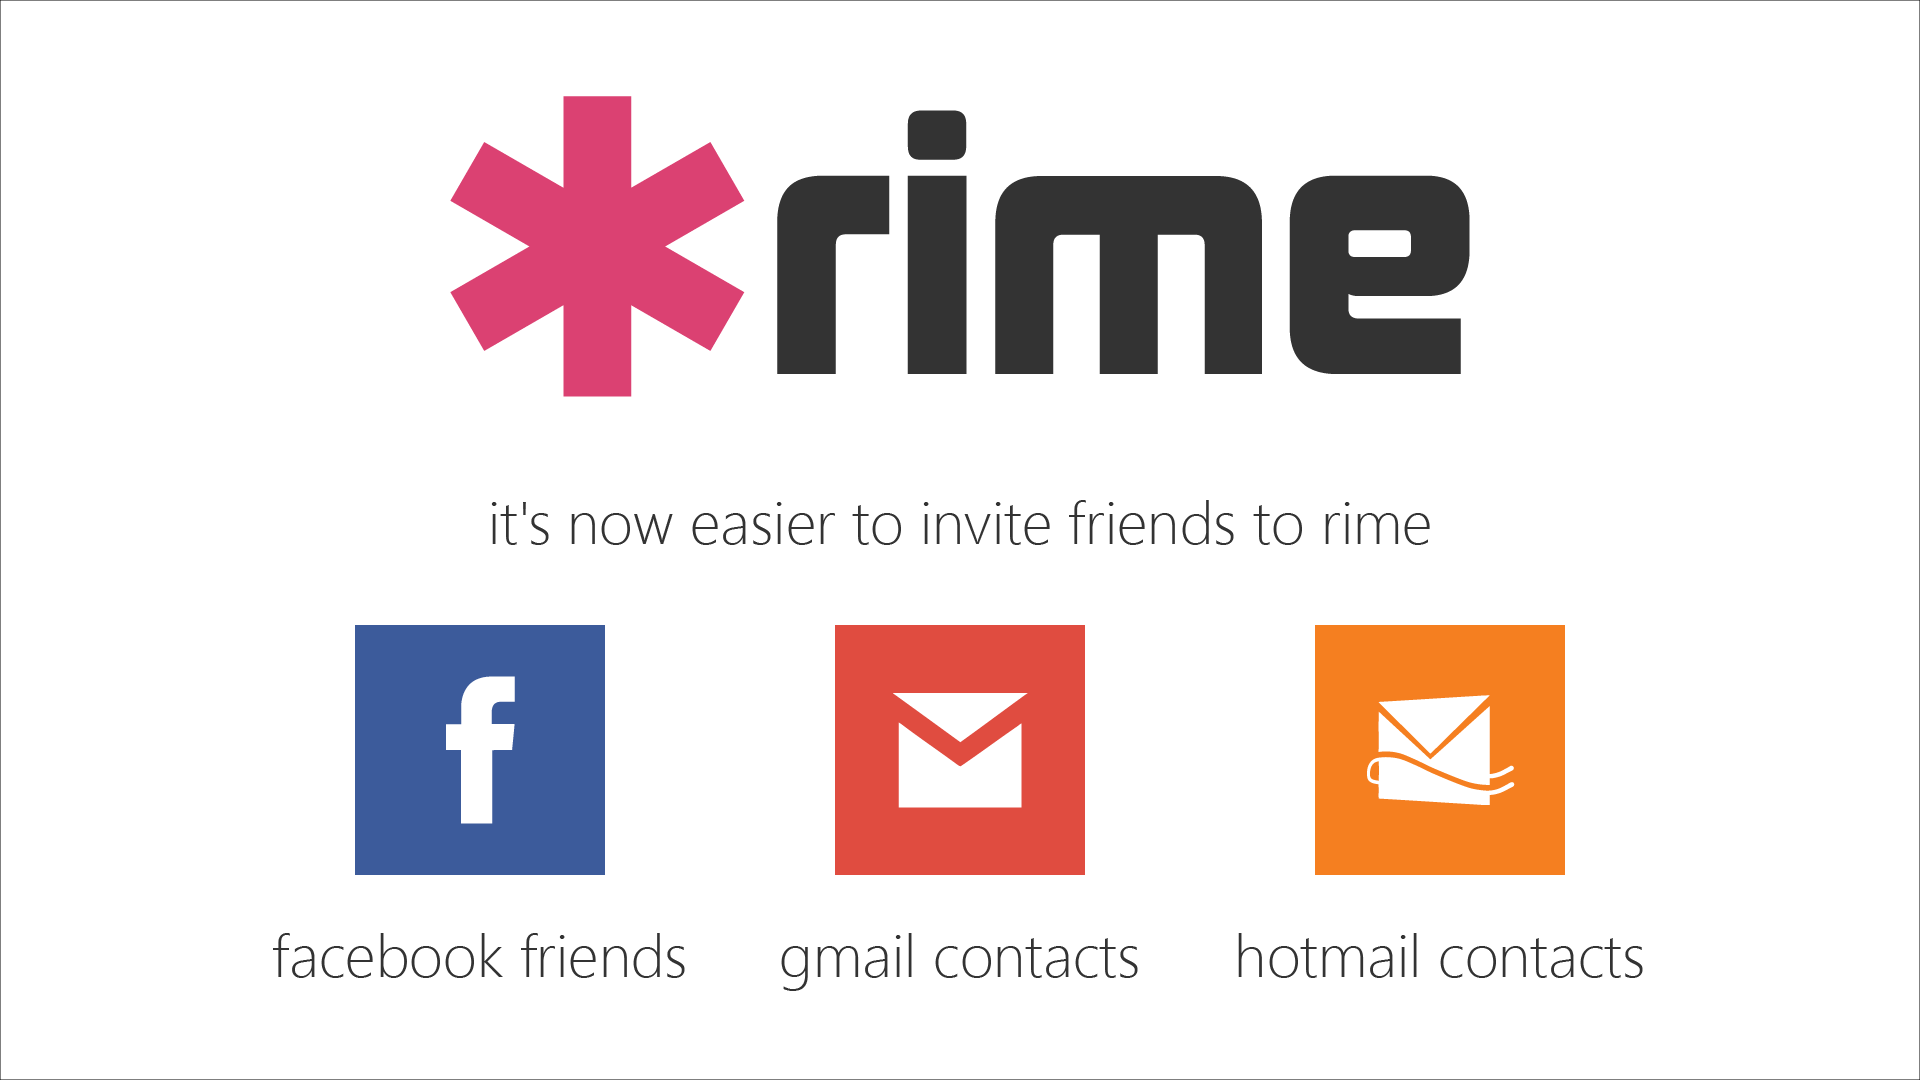 rime
it's now easier to invite friends to rime
facebook friends
gmail contacts
hotmail contacts